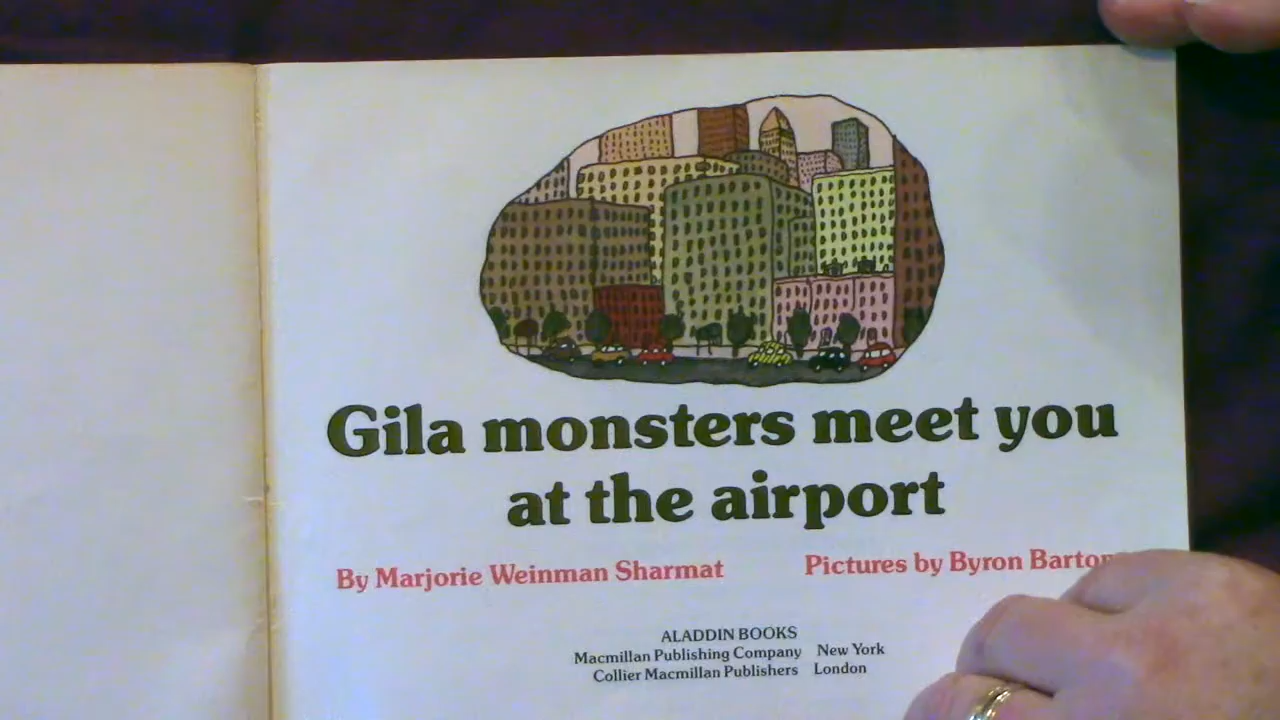 Gila monsters meet you
at the airport
By Marjorie Weinman Sharmat Pictures by Byron Barton
ALADDIN BOOKS
Macmillan Publishing Company New York
Collier Macmillan Publishers London